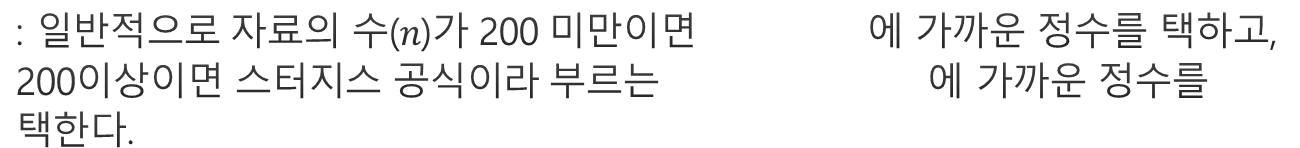 : 일반적으로 자료의 수(n)가 200 미만이면 에 가까운 정수를 택하고,
200이상이면 스터지스 공식이라 부르는 에 가까운 정수를
택한다.